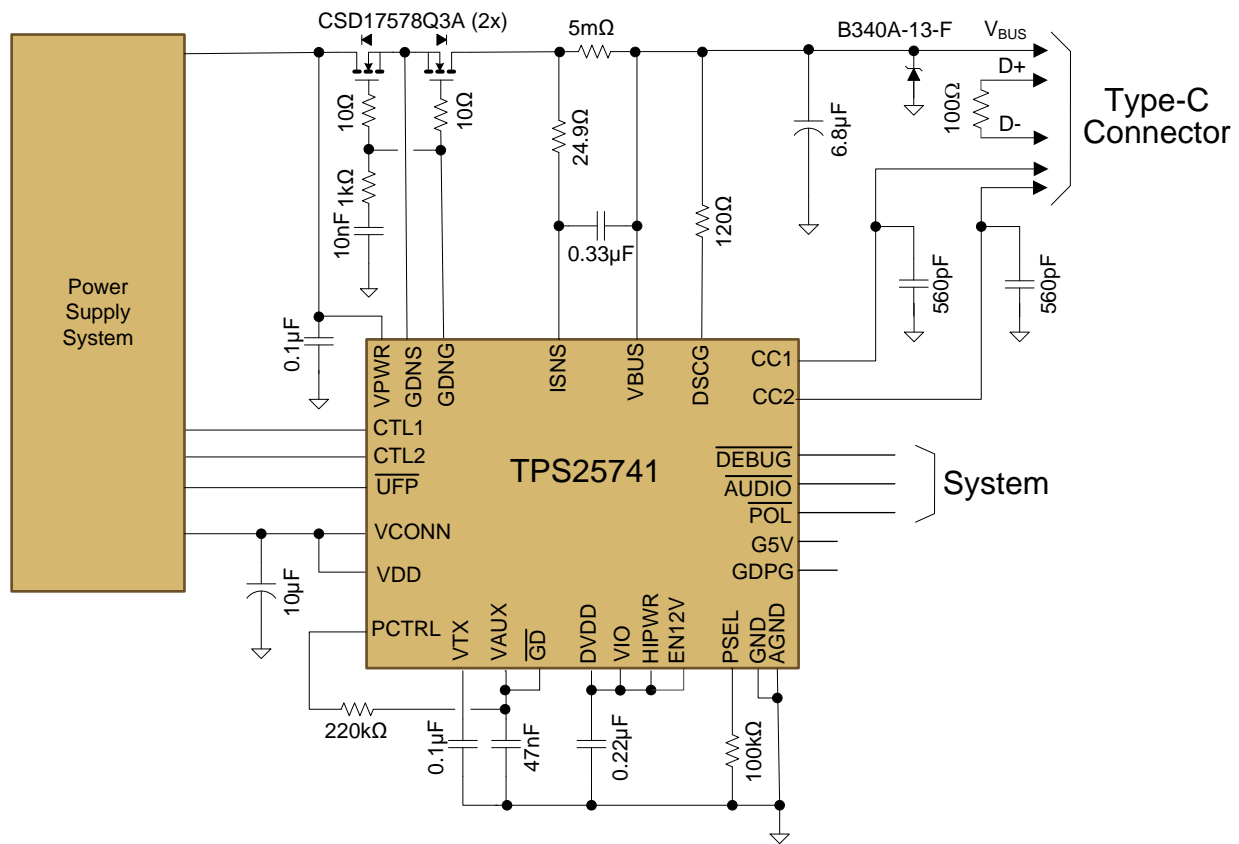 CSD17578Q3A (2x)
5mΩ
B340A-13-F
VBUS
D+
D-
100Ω
Type-C
Connector
10Ω
10Ω
24.9Ω
6.8µF
1kΩ
10nF
0.33µF
120Ω
560pF
560pF
Power
Supply
System
0.1µF
VPWR
GDNS
GDNG
ISNS
VBUS
DSCG
CC1
CC2
CTL1
CTL2
UFP
TPS25741
DEBUG
AUDIO
POL
System
VCONN
G5V
VDD
GDPG
10µF
PCTRL
VTX
VAUX
GD
DVDD
VIO
HIPWR
EN12V
PSEL
GND
AGND
220kΩ
0.1µF
47nF
0.22µF
100kΩ